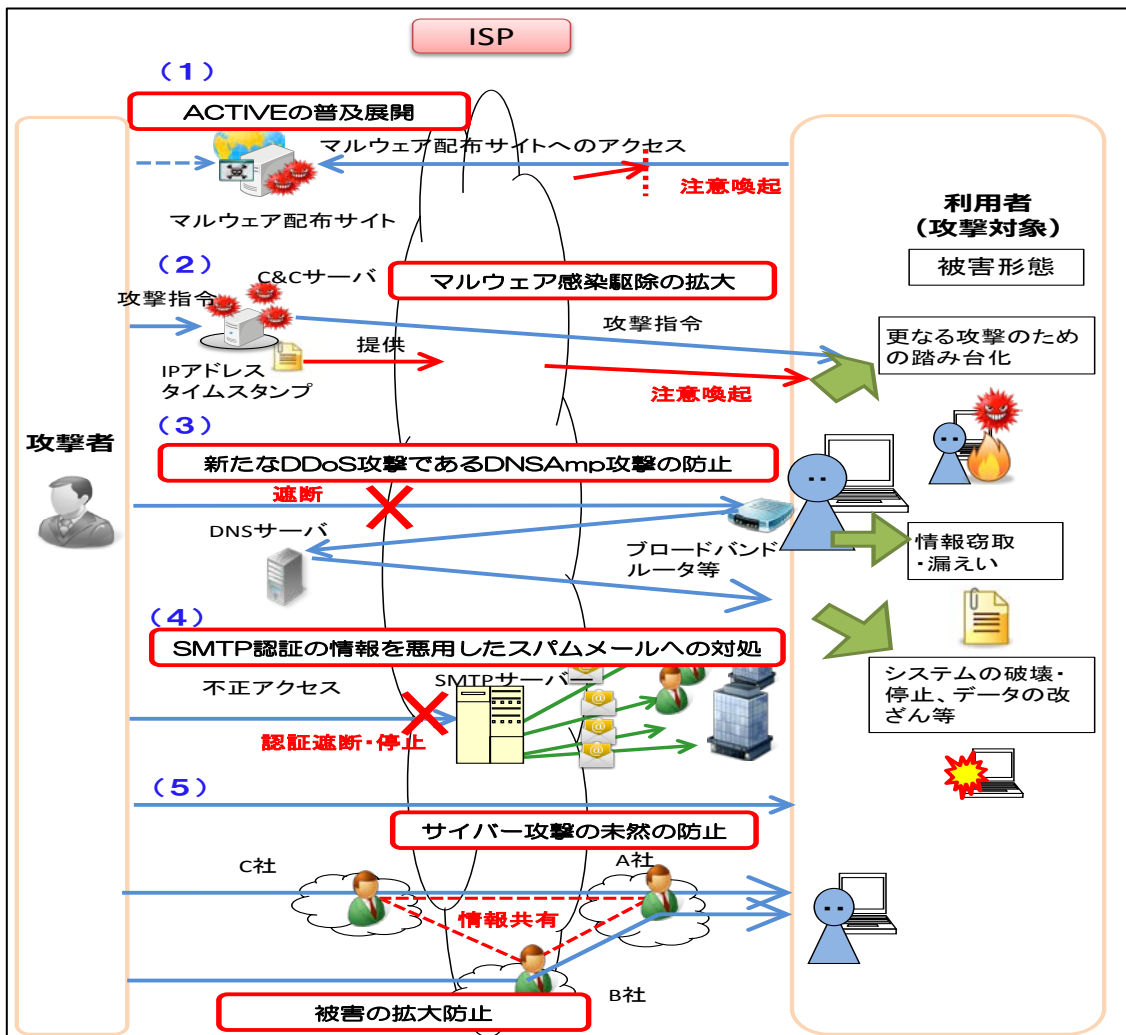 ISP
(1)
ACTIVEの普及展開
マルウェア配布サイトへのアクセス
注意喚起
マルウェア配布サイト
利用者
(攻撃対象)
被害形態
(2)
C&Cサーバ
マルウェア感染駆除の拡大
攻撃指令
攻撃指令
提供
IPアドレス
タイムスタンプ
注意喚起
更なる攻撃のため
の踏み台化
攻撃者
(3)
新たなDDoS攻撃であるDNSAmp攻撃の防止
遮断
DNSサーバ
ブロードバンド
ルータ等
情報窃取
・漏えい
(4)
SMTP認証の情報を悪用したスパムメールへの対処
不正アクセス
SMTPサーバー
認証遮断・停止
システムの破壊・
停止、データの改
ざん等
(5)
サイバー攻撃の未然の防止
C社
A社
情報共有
B社
被害の拡大防止